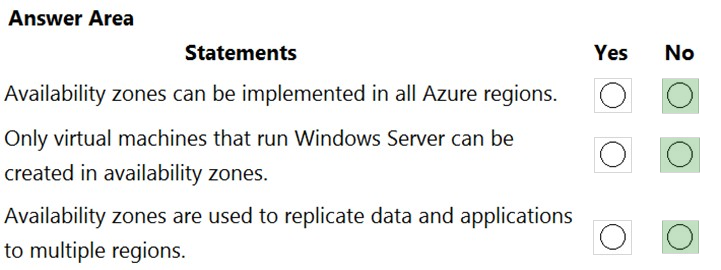 Answer Area
Statements Yes No
Availability zones can be implemented in all Azure regions.
Only virtual machines that run Windows Server can be
created in availability zones.
Availability zones are used to replicate data and applications
to multiple regions.